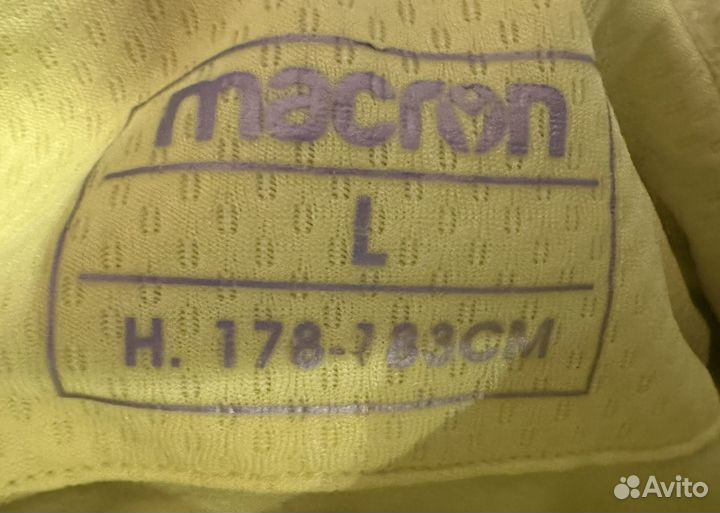 macron
L
H. 178-183CM
Avito